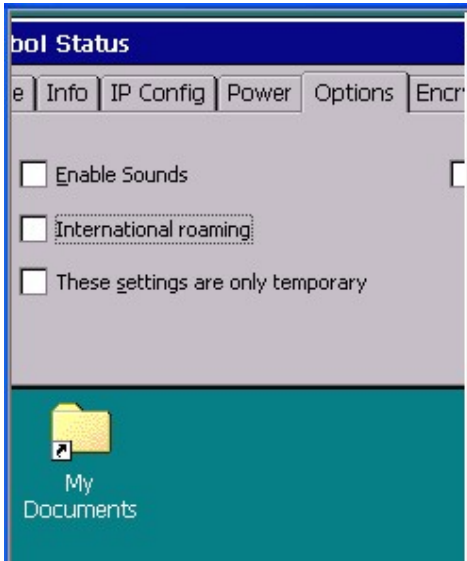 bol Status
e Info IP Config Power Options Encr
Enable Sounds
International roaming
These settings are only temporary
My
Documents